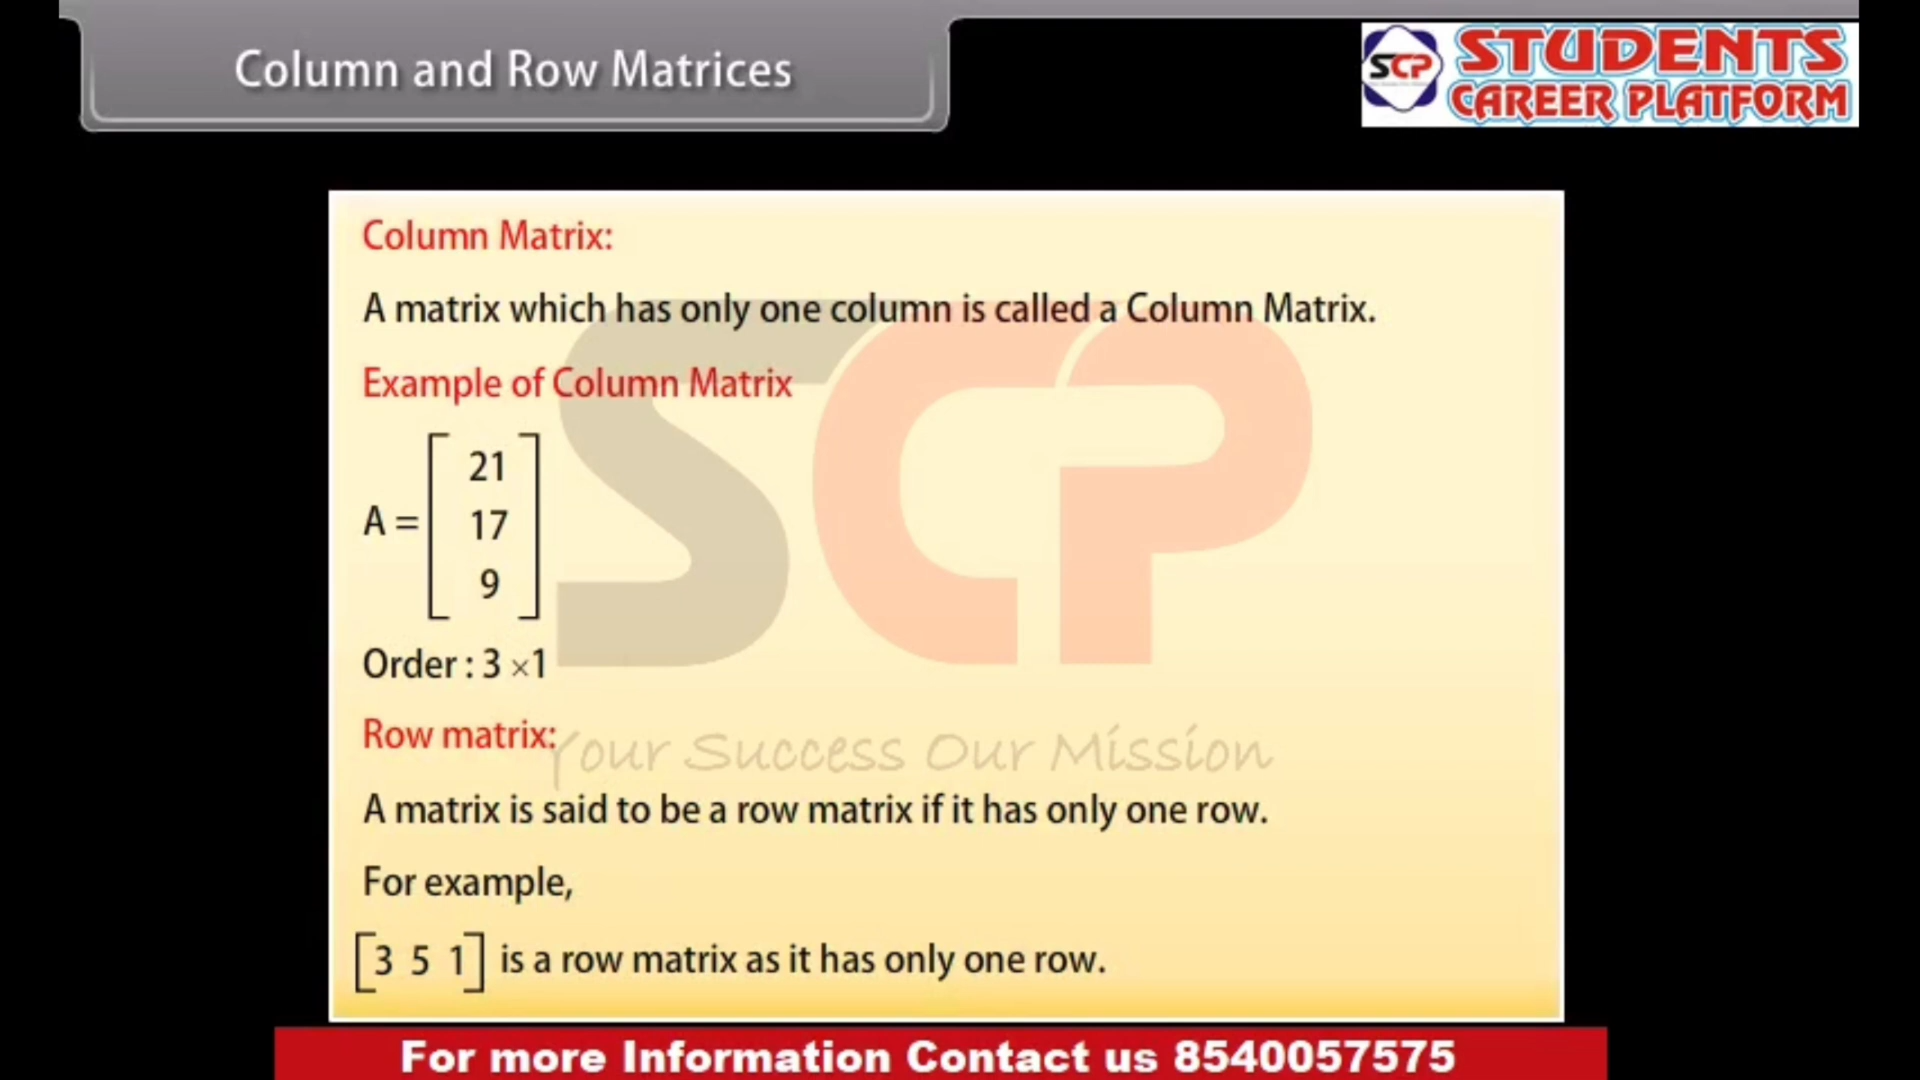 Column and Row Matrices
SCP STUDENTS
CAREER PLATFORM
Column Matrix:
A matrix which has only one column is called a Column Matrix.
Example of Column Matrix
A = [ 21
17
9 ]
Order : 3 ×1
Row matrix:
A matrix is said to be a row matrix if it has only one row.
For example,
[3 5 1] is a row matrix as it has only one row.
SCP
Your Success Our Mission
For more Information Contact us 8540057575